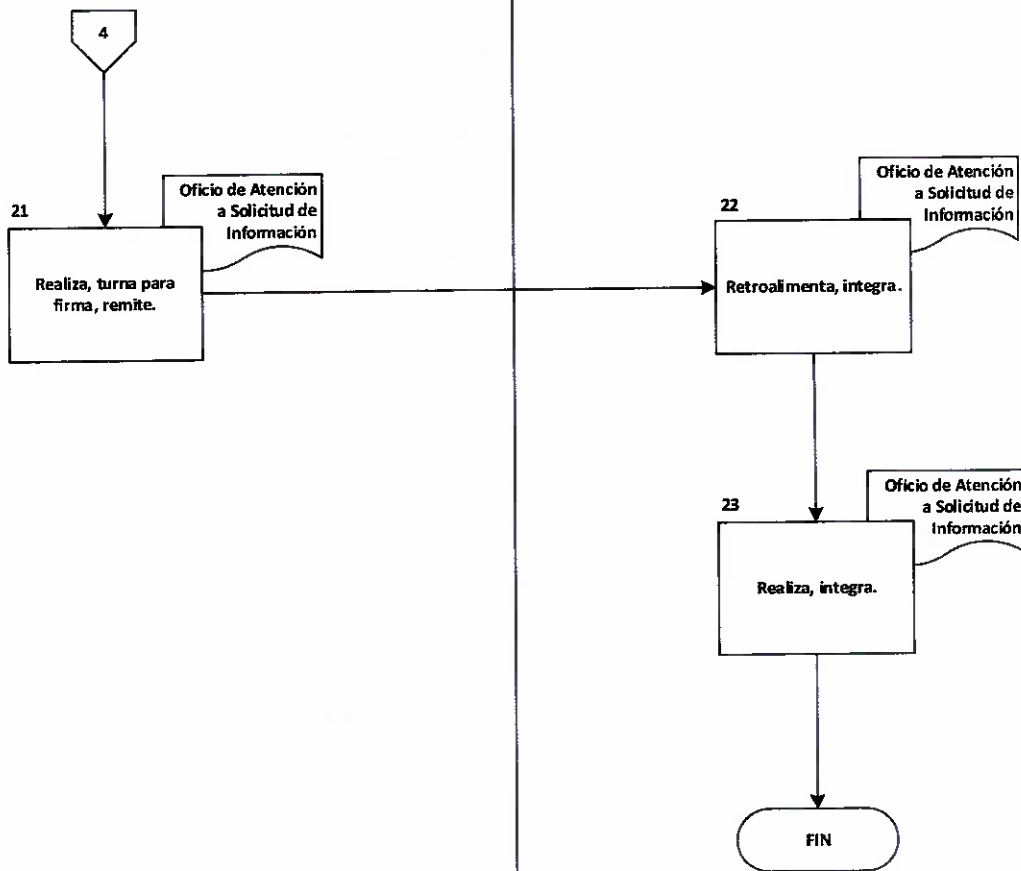 4
21
Oficio de Atención
a Solicitud de
Información
Realiza, turna para
firma, remite.
22
Oficio de Atención
a Solicitud de
Información
Retroalimenta, integra.
23
Oficio de Atención
a Solicitud de
Información
Realiza, integra.
FIN